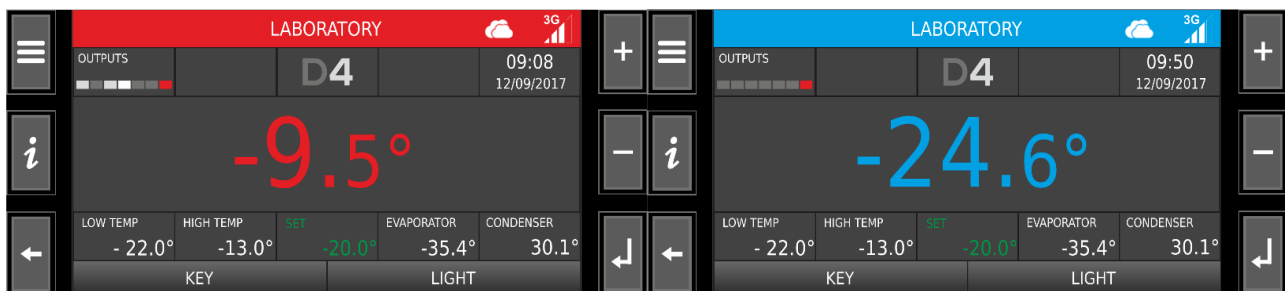 LABORATORY 3G
OUTPUTS D4 09:08
12/09/2017
-9.5°
LOW TEMP HIGH TEMP SET EVAPORATOR CONDENSER
- 22.0° -13.0° -20.0° -35.4° 30.1°
KEY LIGHT
+
-
i
LABORATORY 3G
OUTPUTS D4 09:50
12/09/2017
-24.6°
LOW TEMP HIGH TEMP SET EVAPORATOR CONDENSER
- 22.0° -13.0° -20.0° -35.4° 30.1°
KEY LIGHT
+
-
i